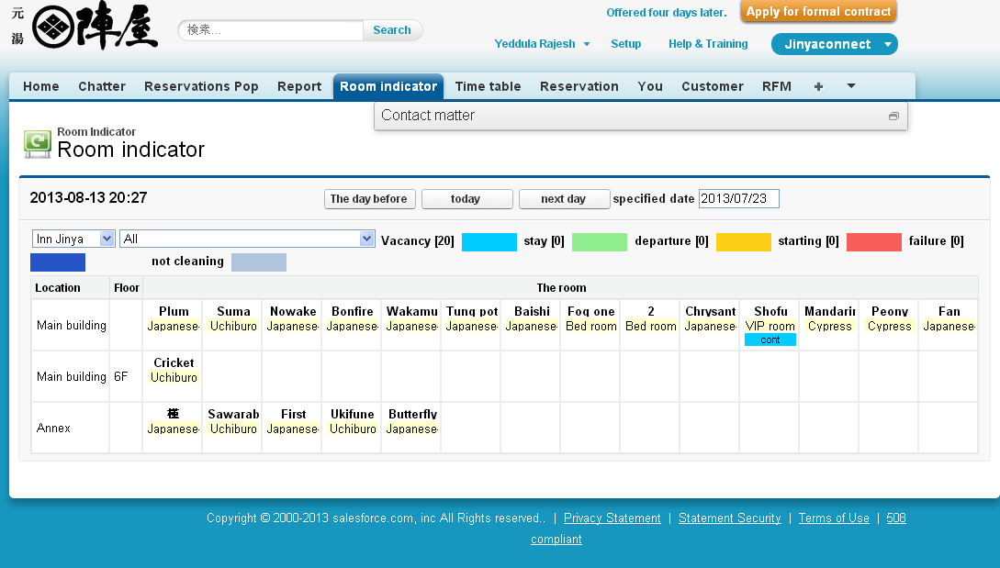 元湯 陣屋
Offered four days later. Apply for formal contract
検索... Search
Yeddula Rajesh Setup Help & Training Jinyaconnect
Home Chatter Reservations Pop Report Room indicator Time table Reservation You Customer RFM +
Contact matter
Room Indicator
Room indicator
2013-08-13 20:27 The day before today next day specified date 2013/07/23
Inn Jinya All Vacancy [20] stay [0] departure [0] starting [0] failure [0]
not cleaning
Location Floor The room
Plum Suma Nowake Bonfire Wakamu Tung pot Baishi Fog one 2 Chrysant Shofu Mandarin Peony Fan
Main building Japanese- Uchiburo Japanese- Japanese- Japanese- Japanese- Japanese- Bed room Bed room Japanese- VIP room Cypress Cypress Japanese-
cont
Cricket
Main building 6F Uchiburo
槿 Sawarab First Ukifune Butterfly
Annex Japanese- Uchiburo Japanese- Uchiburo Japanese-
Copyright © 2000-2013 salesforce.com, inc All Rights reserved.. | Privacy Statement | Statement Security | Terms of Use | 508
compliant